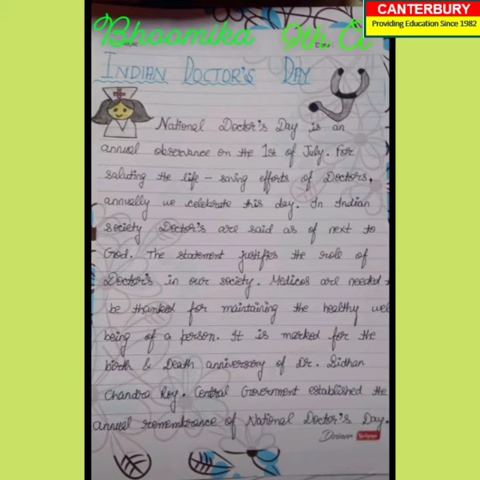 CANTERBURY
Providing Education Since 1982
Bhoomika 9th
INDIAN DOCTOR'S DAY
National Doctor's Day is an
annual observance on the 1st of July. For
saluting the life - saving efforts of Doctors,
annually we celebrate this day. In Indian
society Doctor's are said as of next to
God. The statement justifies the role of
Doctor's in our society. Medicos are needed t
be thanked for maintaining the healthy wel
being of a person. It is marked for the
birth & Death anniversary of Dr. Bidhan
Chandra Roy. Central Goverment established the
annual remembrance of National Doctor's Day.